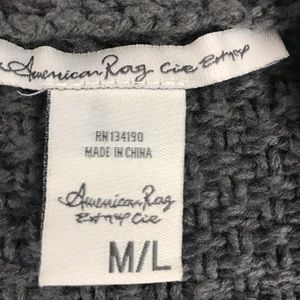 American Rag Cie
RN134190
MADE IN CHINA
American Rag
Cie
M/L